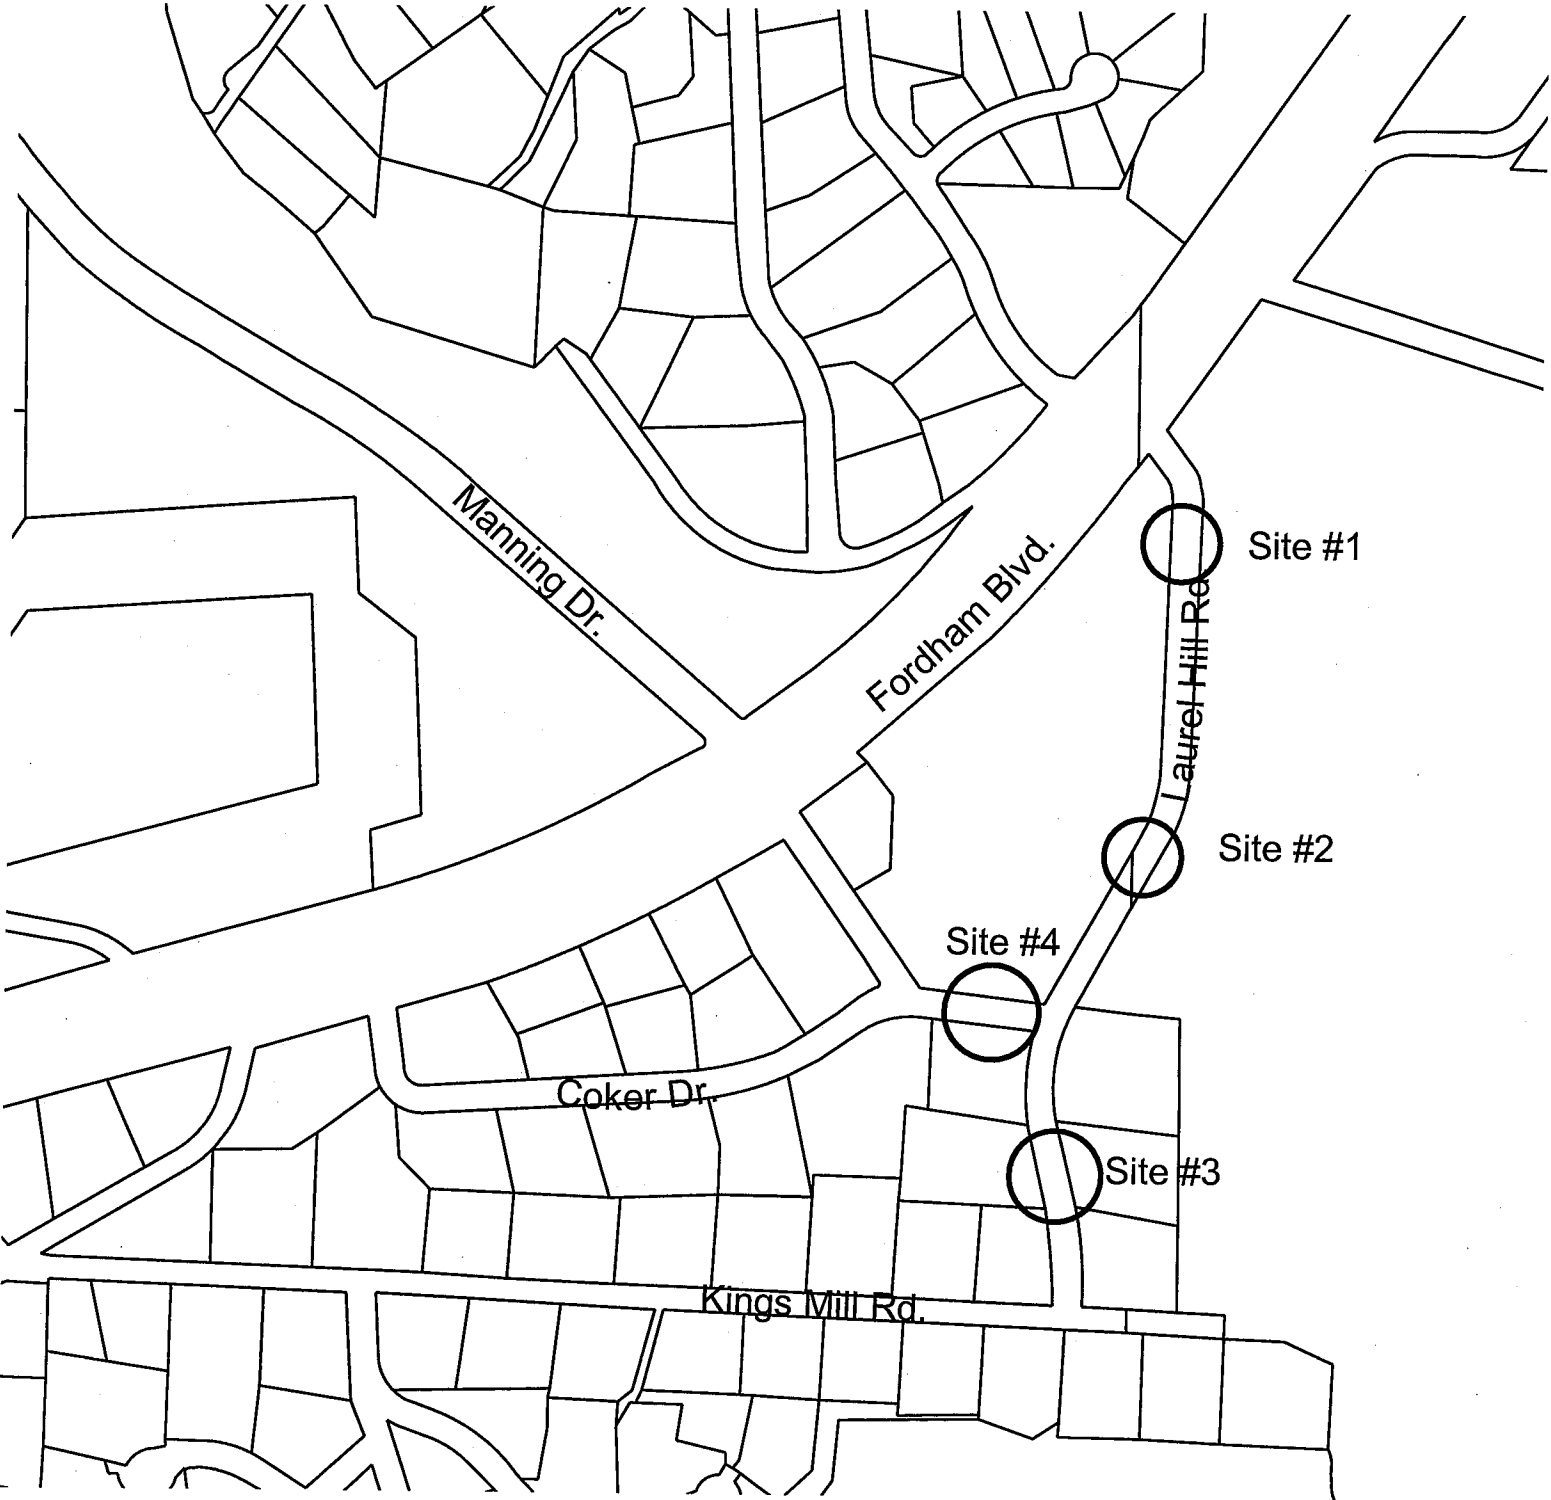 Manning Dr.
Fordham Blvd.
Site #1
Laurel Hill Rd
Site #2
Site #4
Coker Dr.
Site #3
Kings Mill Rd.